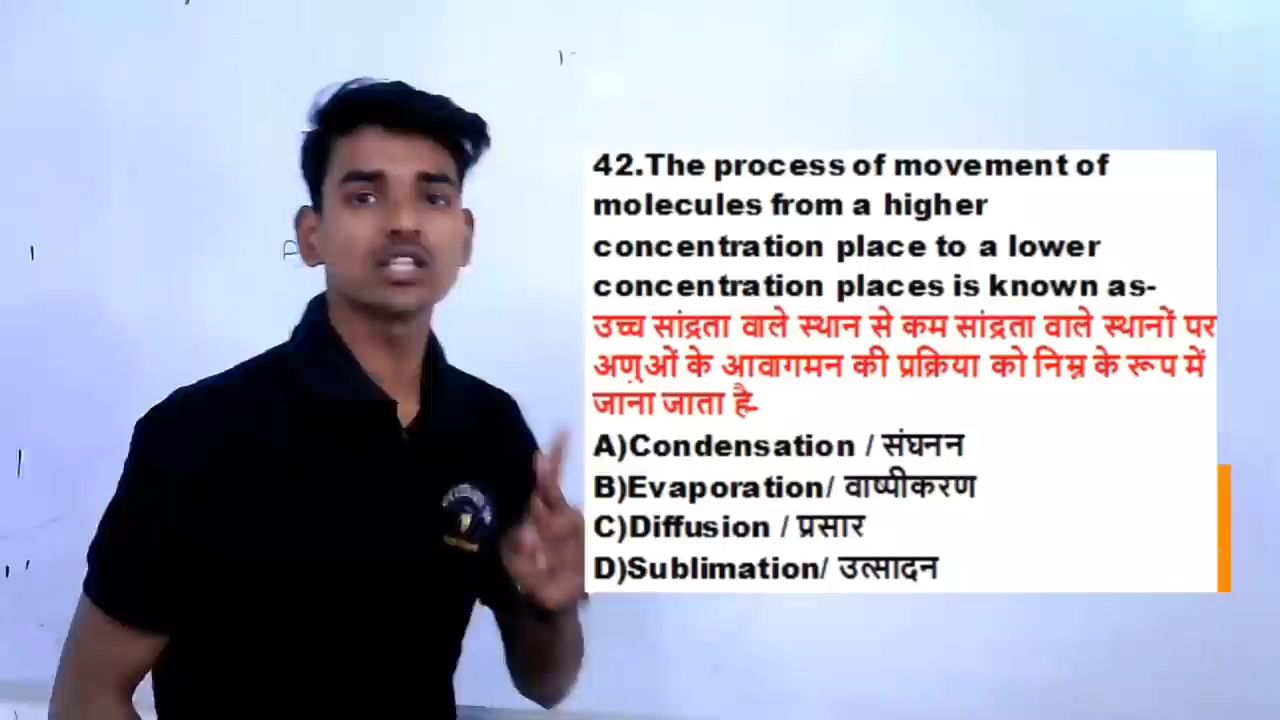 42.The process of movement of
molecules from a higher
concentration place to a lower
concentration places is known as-
उच्च सांद्रता वाले स्थान से कम सांद्रता वाले स्थानों पर
अणुओं के आवागमन की प्रक्रिया को निम्न के रूप में
जाना जाता है-
A)Condensation / संघनन
B)Evaporation/ वाष्पीकरण
C)Diffusion / प्रसार
D)Sublimation/ उत्सादन